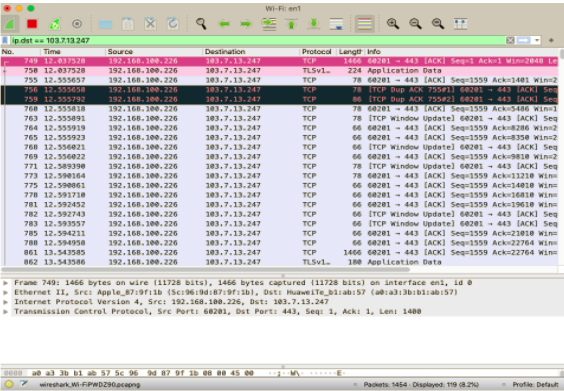 Wi-Fi: en1
ip.dst == 103.7.13.247
No. Time Source Destination Protocol Length Info
749 12.037528 192.168.100.226 103.7.13.247 TCP 1466 60201 → 443 [ACK] Seq=1 Ack=1 Win=2048 Le
750 12.037528 192.168.100.226 103.7.13.247 TLSv1… 224 Application Data
755 12.555657 192.168.100.226 103.7.13.247 TCP 78 60201 → 443 [ACK] Seq=1559 Ack=1401 Win=2
756 12.555658 192.168.100.226 103.7.13.247 TCP 78 [TCP Dup ACK 755#1] 60201 → 443 [ACK] Seq
759 12.555792 192.168.100.226 103.7.13.247 TCP 86 [TCP Dup ACK 755#2] 60201 → 443 [ACK] Seq
760 12.555818 192.168.100.226 103.7.13.247 TCP 78 60201 → 443 [ACK] Seq=1559 Ack=5486 Win=1
763 12.555891 192.168.100.226 103.7.13.247 TCP 78 [TCP Window Update] 60201 → 443 [ACK] Seq
764 12.555919 192.168.100.226 103.7.13.247 TCP 66 60201 → 443 [ACK] Seq=1559 Ack=8286 Win=2
765 12.555923 192.168.100.226 103.7.13.247 TCP 66 60201 → 443 [ACK] Seq=1559 Ack=8350 Win=2
768 12.556021 192.168.100.226 103.7.13.247 TCP 66 [TCP Window Update] 60201 → 443 [ACK] Seq
769 12.556022 192.168.100.226 103.7.13.247 TCP 66 60201 → 443 [ACK] Seq=1559 Ack=9810 Win=2
771 12.589390 192.168.100.226 103.7.13.247 TCP 78 [TCP Window Update] 60201 → 443 [ACK] Seq
773 12.590164 192.168.100.226 103.7.13.247 TCP 78 60201 → 443 [ACK] Seq=1559 Ack=11210 Win=
775 12.590861 192.168.100.226 103.7.13.247 TCP 66 60201 → 443 [ACK] Seq=1559 Ack=14010 Win=
778 12.591710 192.168.100.226 103.7.13.247 TCP 66 60201 → 443 [ACK] Seq=1559 Ack=16810 Win=
781 12.592452 192.168.100.226 103.7.13.247 TCP 66 60201 → 443 [ACK] Seq=1559 Ack=19610 Win=
782 12.592743 192.168.100.226 103.7.13.247 TCP 66 [TCP Window Update] 60201 → 443 [ACK] Seq
783 12.593557 192.168.100.226 103.7.13.247 TCP 66 [TCP Window Update] 60201 → 443 [ACK] Seq
785 12.594211 192.168.100.226 103.7.13.247 TCP 66 60201 → 443 [ACK] Seq=1559 Ack=21010 Win=
788 12.594958 192.168.100.226 103.7.13.247 TCP 66 60201 → 443 [ACK] Seq=1559 Ack=22764 Win=
861 13.543585 192.168.100.226 103.7.13.247 TCP 1466 60201 → 443 [ACK] Seq=1559 Ack=22764 Win=
862 13.543586 192.168.100.226 103.7.13.247 TLSv1… 180 Application Data
Frame 749: 1466 bytes on wire (11728 bits), 1466 bytes captured (11728 bits) on interface en1, id 0
Ethernet II, Src: Apple_87:9f:1b (5c:96:9d:87:9f:1b), Dst: HuaweiTe_b1:ab:57 (a0:a3:3b:b1:ab:57)
Internet Protocol Version 4, Src: 192.168.100.226, Dst: 103.7.13.247
Transmission Control Protocol, Src Port: 60201, Dst Port: 443, Seq: 1, Ack: 1, Len: 1400
0000 a0 a3 3b b1 ab 57 5c 96 9d 87 9f 1b 08 00 45 00 ··;··W\· ······E·
wireshark_Wi-FiPWDZ90.pcapng
Packets: 1454 · Displayed: 119 (8.2%)
Profile: Default